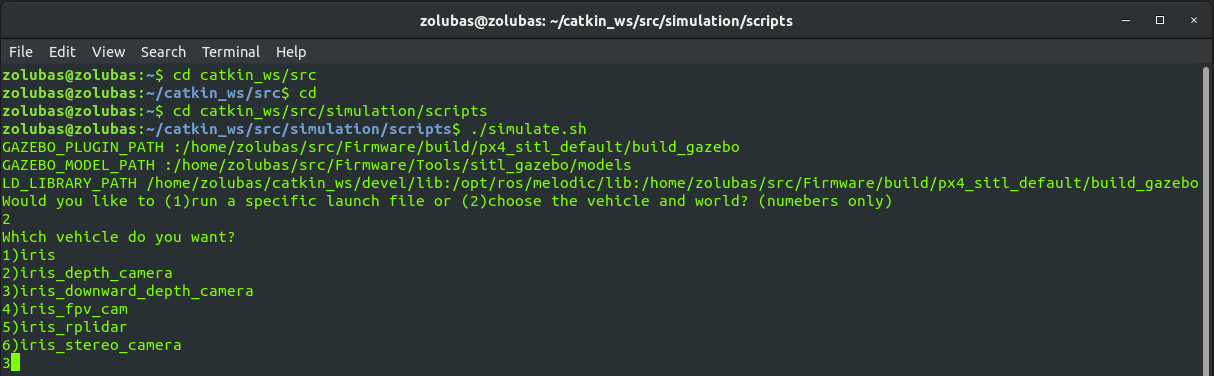 zolubas@zolubas: ~/catkin_ws/src/simulation/scripts
File Edit View Search Terminal Help
zolubas@zolubas:~$ cd catkin_ws/src
zolubas@zolubas:~/catkin_ws/src$ cd
zolubas@zolubas:~$ cd catkin_ws/src/simulation/scripts
zolubas@zolubas:~/catkin_ws/src/simulation/scripts$ ./simulate.sh
GAZEBO_PLUGIN_PATH :/home/zolubas/src/Firmware/build/px4_sitl_default/build_gazebo
GAZEBO_MODEL_PATH :/home/zolubas/src/Firmware/Tools/sitl_gazebo/models
LD_LIBRARY_PATH /home/zolubas/catkin_ws/devel/lib:/opt/ros/melodic/lib:/home/zolubas/src/Firmware/build/px4_sitl_default/build_gazebo
Would you like to (1)run a specific launch file or (2)choose the vehicle and world? (numebers only)
2
Which vehicle do you want?
1)iris
2)iris_depth_camera
3)iris_downward_depth_camera
4)iris_fpv_cam
5)iris_rplidar
6)iris_stereo_camera
3